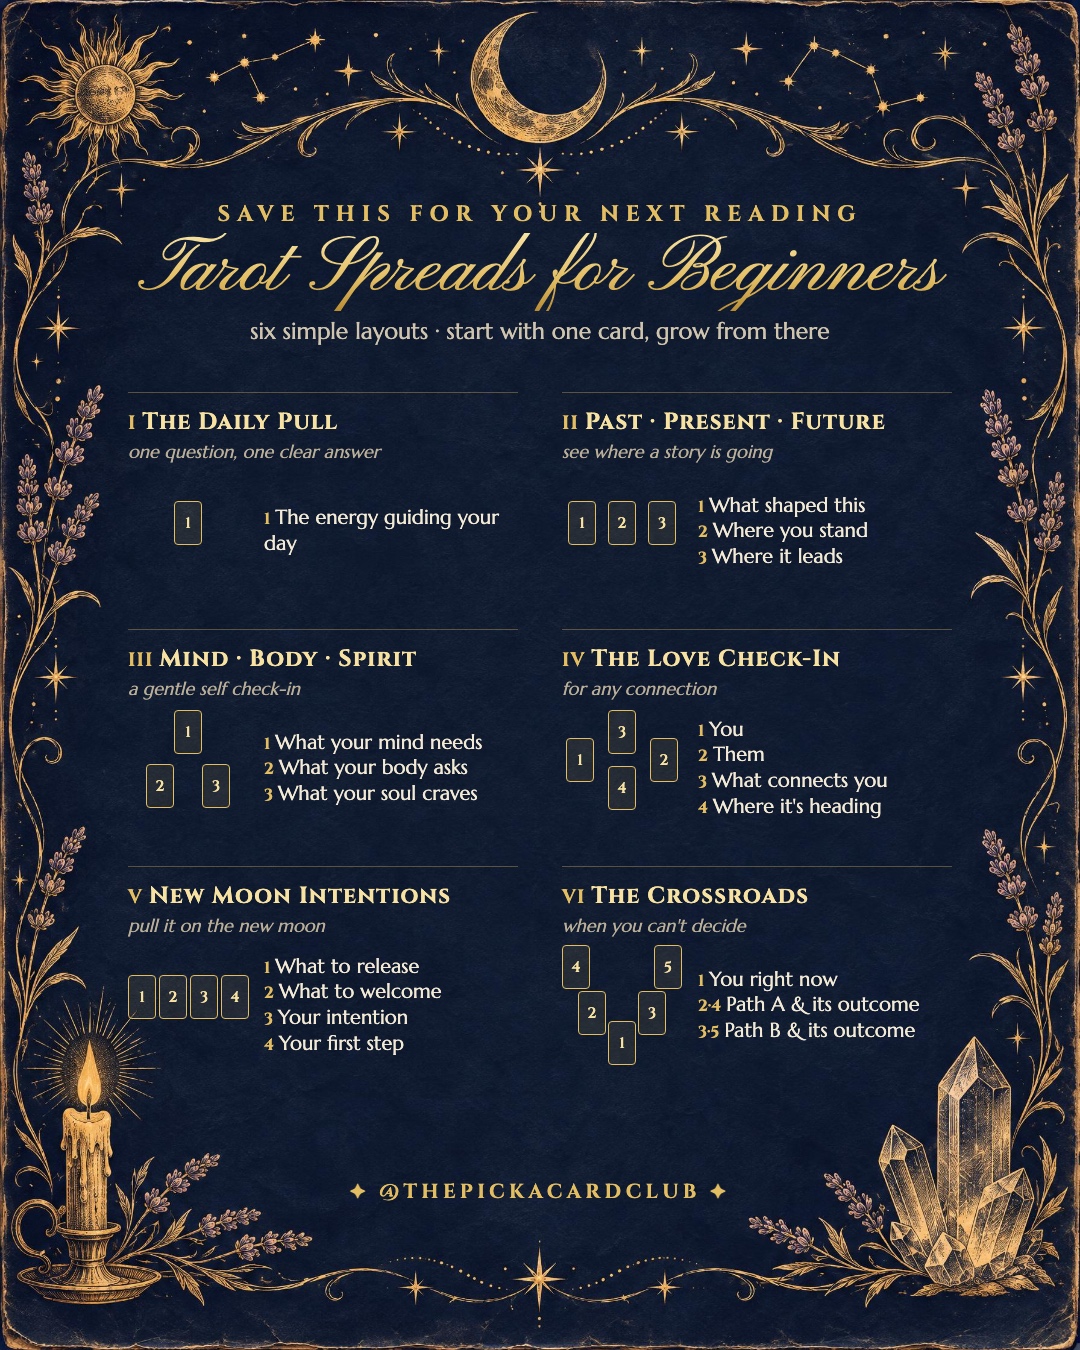 SAVE THIS FOR YOUR NEXT READING
Tarot Spreads for Beginners
six simple layouts · start with one card, grow from there
I THE DAILY PULL
one question, one clear answer
1
1 The energy guiding your
day
II PAST · PRESENT · FUTURE
see where a story is going
1 2 3
1 What shaped this
2 Where you stand
3 Where it leads
III MIND · BODY · SPIRIT
a gentle self check-in
1
2 3
1 What your mind needs
2 What your body asks
3 What your soul craves
IV THE LOVE CHECK-IN
for any connection
3
1 2
4
1 You
2 Them
3 What connects you
4 Where it's heading
V NEW MOON INTENTIONS
pull it on the new moon
1 2 3 4
1 What to release
2 What to welcome
3 Your intention
4 Your first step
VI THE CROSSROADS
when you can't decide
4 5
2 3
1
1 You right now
2·4 Path A & its outcome
3·5 Path B & its outcome
✦ @THEPICKACARDCLUB ✦